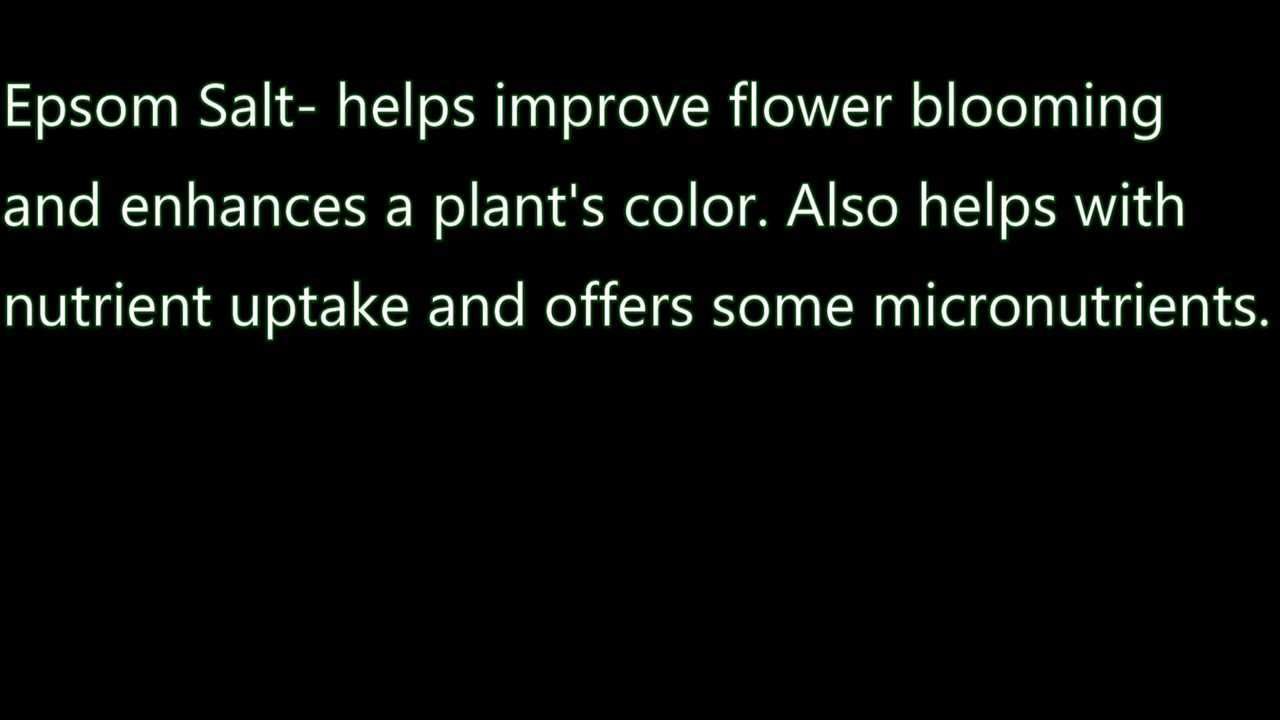 Epsom Salt- helps improve flower blooming
and enhances a plant's color. Also helps with
nutrient uptake and offers some micronutrients.